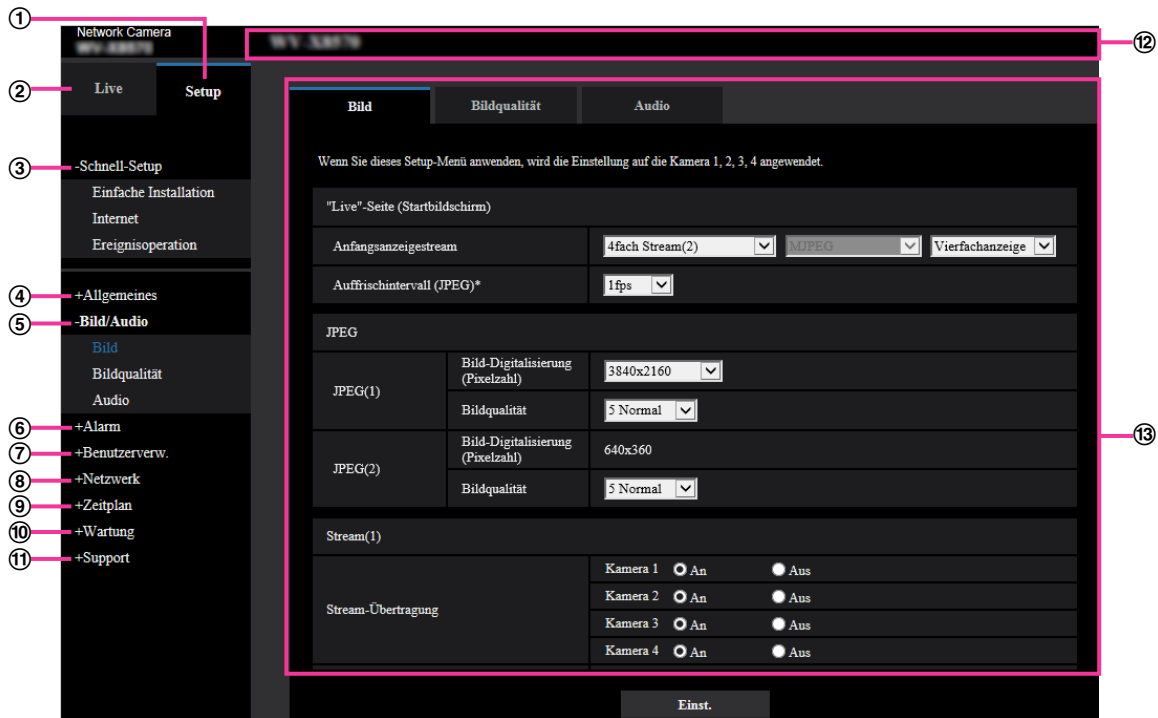 ①
⑫
Network Camera
②
Live
Setup
⑬
Bild
Bildqualität
Audio
Wenn Sie dieses Setup-Menü anwenden, wird die Einstellung auf die Kamera 1, 2, 3, 4 angewendet.
③
-Schnell-Setup
Einfache Installation
Internet
Ereignisoperation
"Live"-Seite (Startbildschirm)
Anfangsanzeigestream
4fach Stream(2)
MJPEG
Vierfachanzeige
Auffrischintervall (JPEG)*
1fps
④
+Allgemeines
⑤
-Bild/Audio
Bild
Bildqualität
Audio
⑥
+Alarm
⑦
+Benutzerverw.
⑧
+Netzwerk
⑨
+Zeitplan
⑩
+Wartung
⑪
+Support
JPEG
JPEG(1)
Bild-Digitalisierung
(Pixelzahl)
3840x2160
Bildqualität
5 Normal
JPEG(2)
Bild-Digitalisierung
(Pixelzahl)
640x360
Bildqualität
5 Normal
Stream(1)
Stream-Übertragung
Kamera 1 An Aus
Kamera 2 An Aus
Kamera 3 An Aus
Kamera 4 An Aus
Einst.